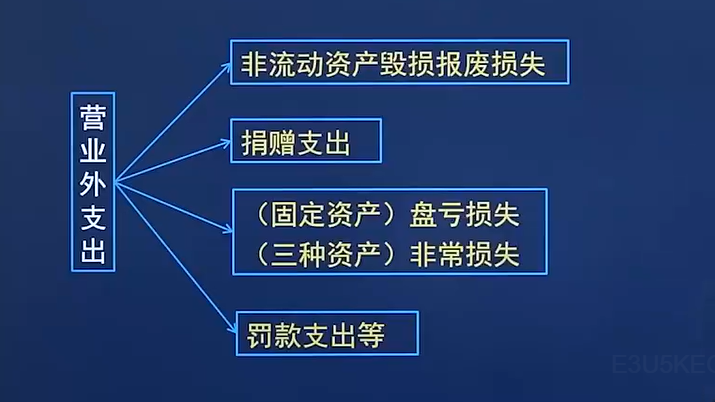 营业外支出
非流动资产毁损报废损失
捐赠支出
（固定资产）盘亏损失
（三种资产）非常损失
罚款支出等